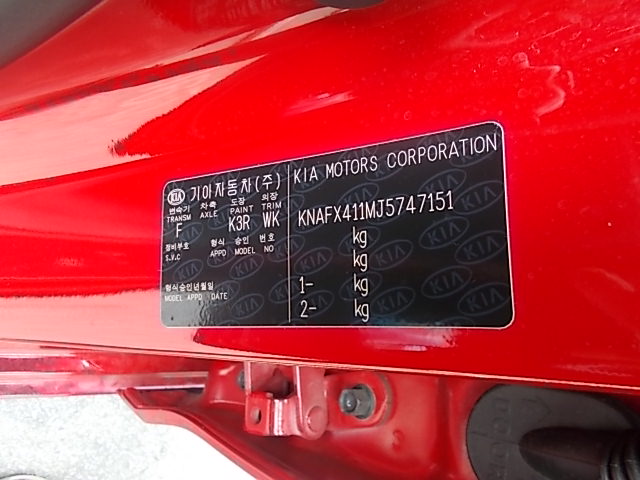 KIA 기아자동차(주)
변속기 차축 도장 의장
TRANSM AXLE PAINT TRIM
F K3R WK
정비부호 형식 승인 번호
S.V.C APPD MODEL NO
형식승인년월일
MODEL APPD DATE
KIA MOTORS CORPORATION
KNAFX411MJ5747151
kg
kg
1- kg
2- kg